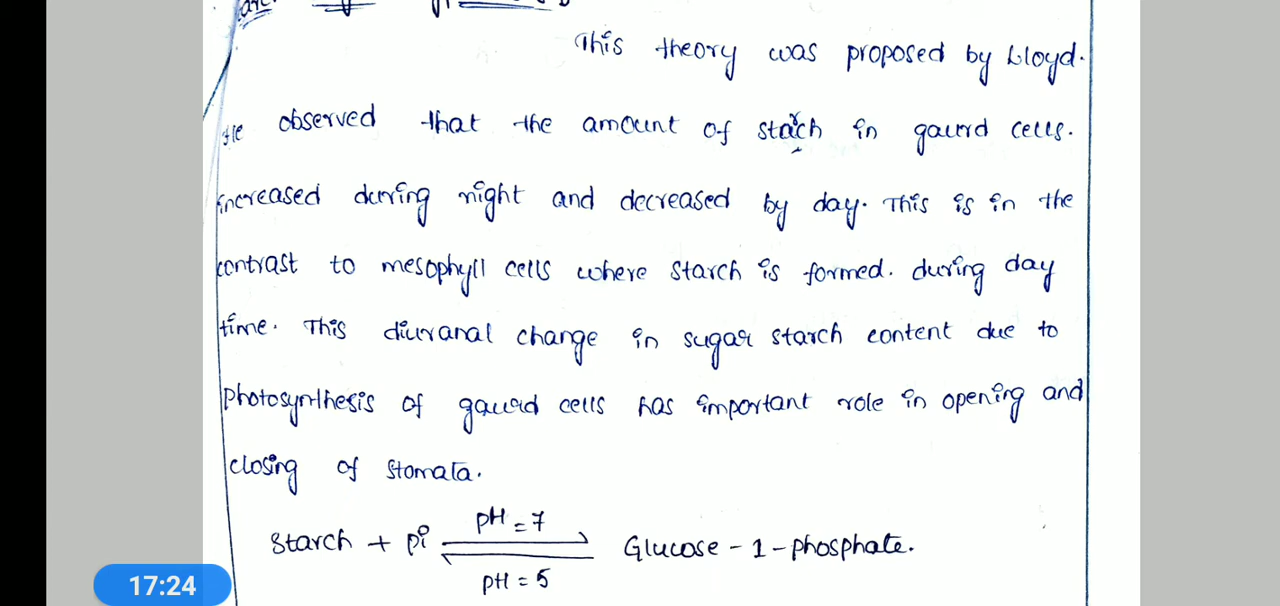 This theory was proposed by Lloyd.
He observed that the amount of starch in gaurd cells.
increased during night and decreased by day. This is in the
contrast to mesophyll cells where starch is formed. during day
time. This diuranal change in sugar starch content due to
photosynthesis of gaurd cells has important role in opening and
closing of stomata.
Starch + pi pH = 7 Glucose - 1 - phosphate.
pH = 5
17:24